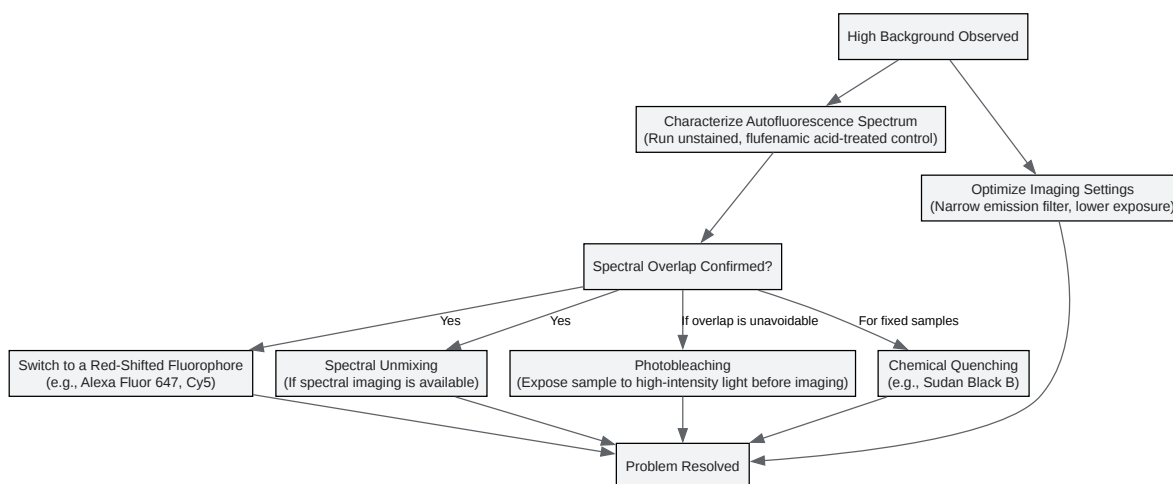 High Background Observed
Characterize Autofluorescence Spectrum
(Run unstained, flufenamic acid-treated control)
Optimize Imaging Settings
(Narrow emission filter, lower exposure)
Spectral Overlap Confirmed?
Yes
Yes
If overlap is unavoidable
For fixed samples
Switch to a Red-Shifted Fluorophore
(e.g., Alexa Fluor 647, Cy5)
Spectral Unmixing
(If spectral imaging is available)
Photobleaching
(Expose sample to high-intensity light before imaging)
Chemical Quenching
(e.g., Sudan Black B)
Problem Resolved